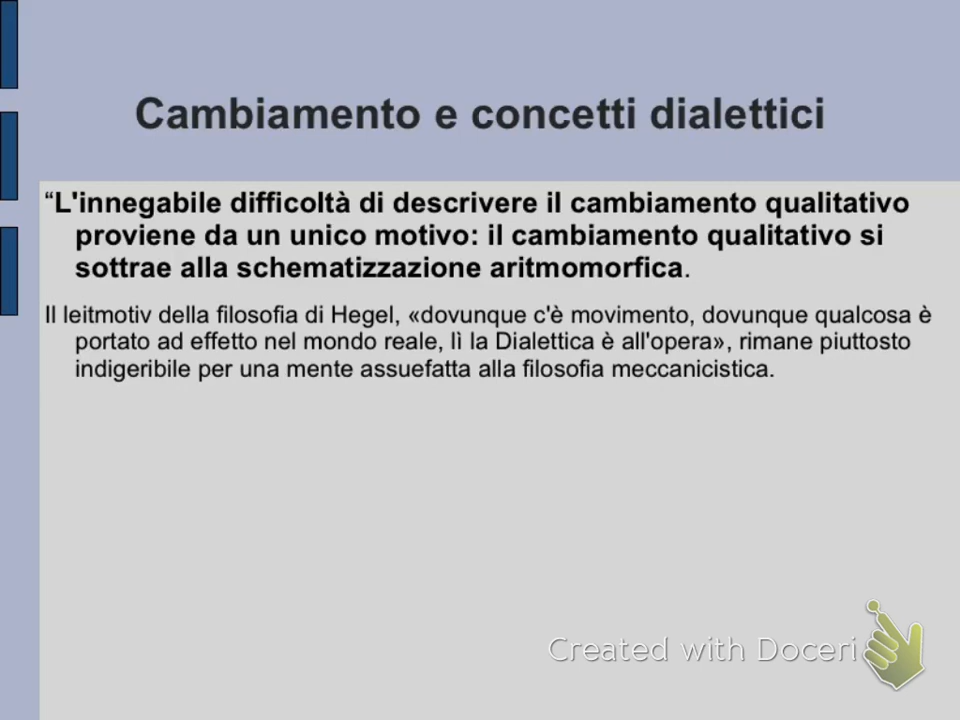 Cambiamento e concetti dialettici
“L'innegabile difficoltà di descrivere il cambiamento qualitativo
proviene da un unico motivo: il cambiamento qualitativo si
sottrae alla schematizzazione aritmomorfica.
Il leitmotiv della filosofia di Hegel, «dovunque c'è movimento, dovunque qualcosa è
portato ad effetto nel mondo reale, lì la Dialettica è all'opera», rimane piuttosto
indigeribile per una mente assuefatta alla filosofia meccanicistica.
Created with Doceri